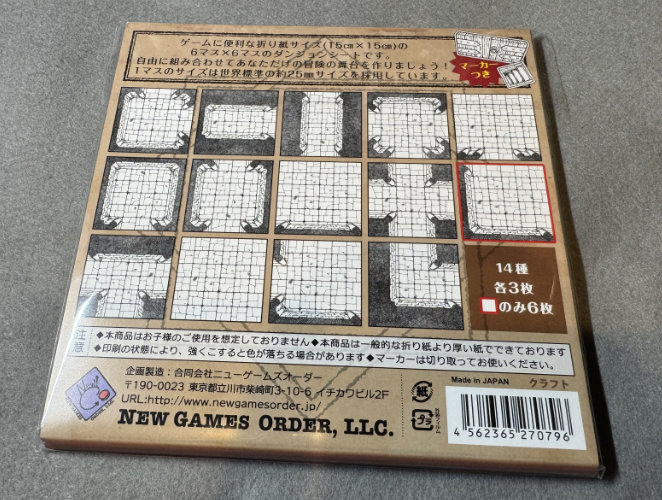 ゲームに便利な折り紙サイズ(15㎝×15㎝)の
6マス×6マスのダンジョンシートです。
自由に組み合わせてあなただけの冒険の舞台を作りましょう!
1マスのサイズは世界標準の約25㎜サイズを採用しています。
マーカー
つき
14種
各3枚
のみ6枚
注意
◆本商品はお子様のご使用を想定しておりません◆本商品は一般的な折り紙より厚い紙でできております
◆印刷の状態により、強くこすると色が落ちる場合があります◆マーカーは切り取ってお使いください。
企画製造:合同会社ニューゲームズオーダー
〒190-0023 東京都立川市柴崎町3-10-6 イチカワビル2F
URL:http://www.newgamesorder.jp/
NEW GAMES ORDER, LLC.
紙
プラ
外装フィルム
Made in JAPAN
クラフト
4 562365 270796